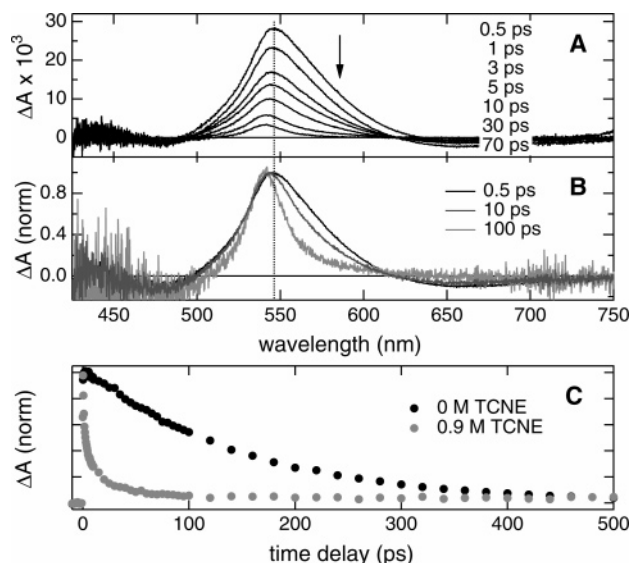 30
20
10
0
ΔA x 10³
A
0.5 ps
1 ps
3 ps
5 ps
10 ps
30 ps
70 ps
0.8
0.4
0.0
ΔA (norm)
B
0.5 ps
10 ps
100 ps
450 500 550 600 650 700 750
wavelength (nm)
ΔA (norm)
C
0 M TCNE
0.9 M TCNE
0 100 200 300 400 500
time delay (ps)